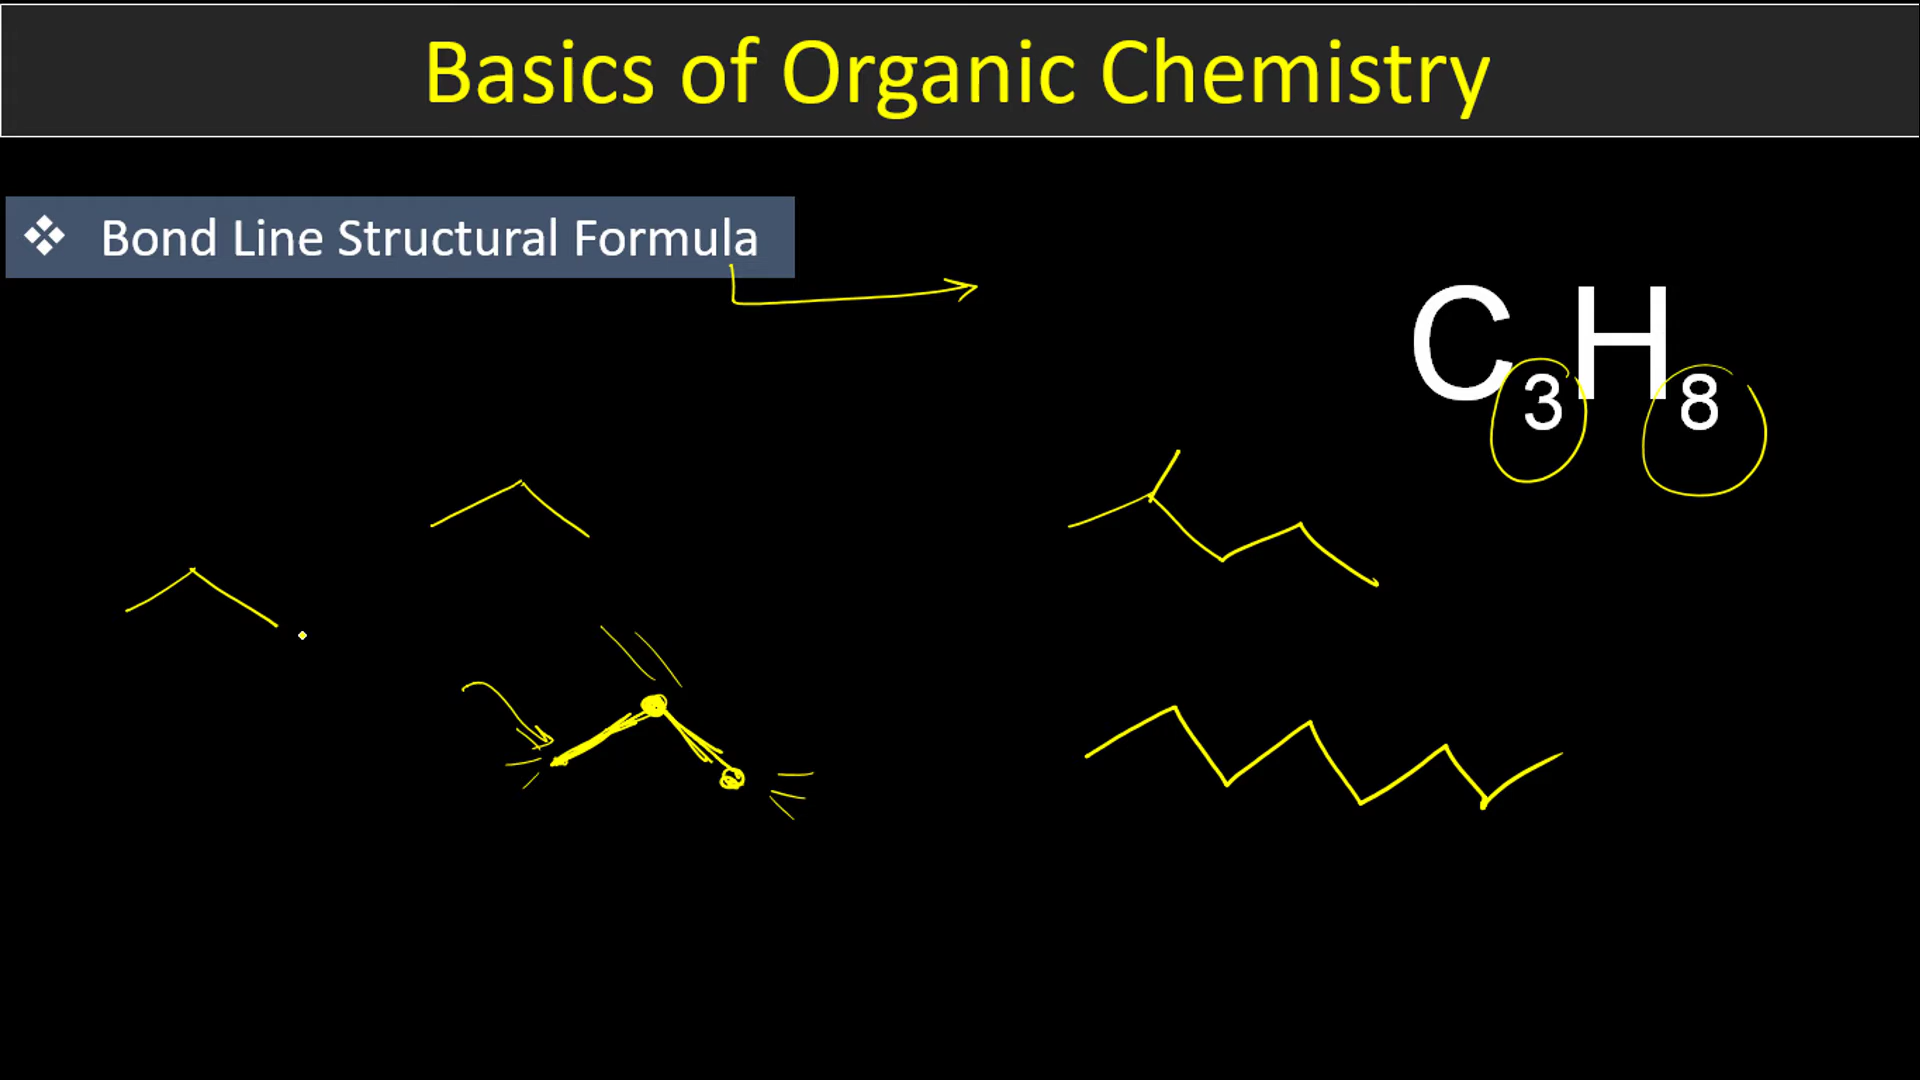 Basics of Organic Chemistry
❖ Bond Line Structural Formula
C₃H₈